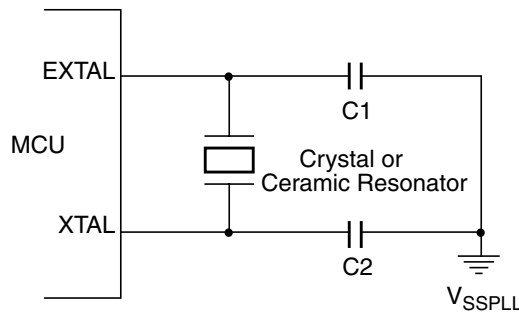 EXTAL
C1
MCU
Crystal or
Ceramic Resonator
XTAL
C2
VSSPLL